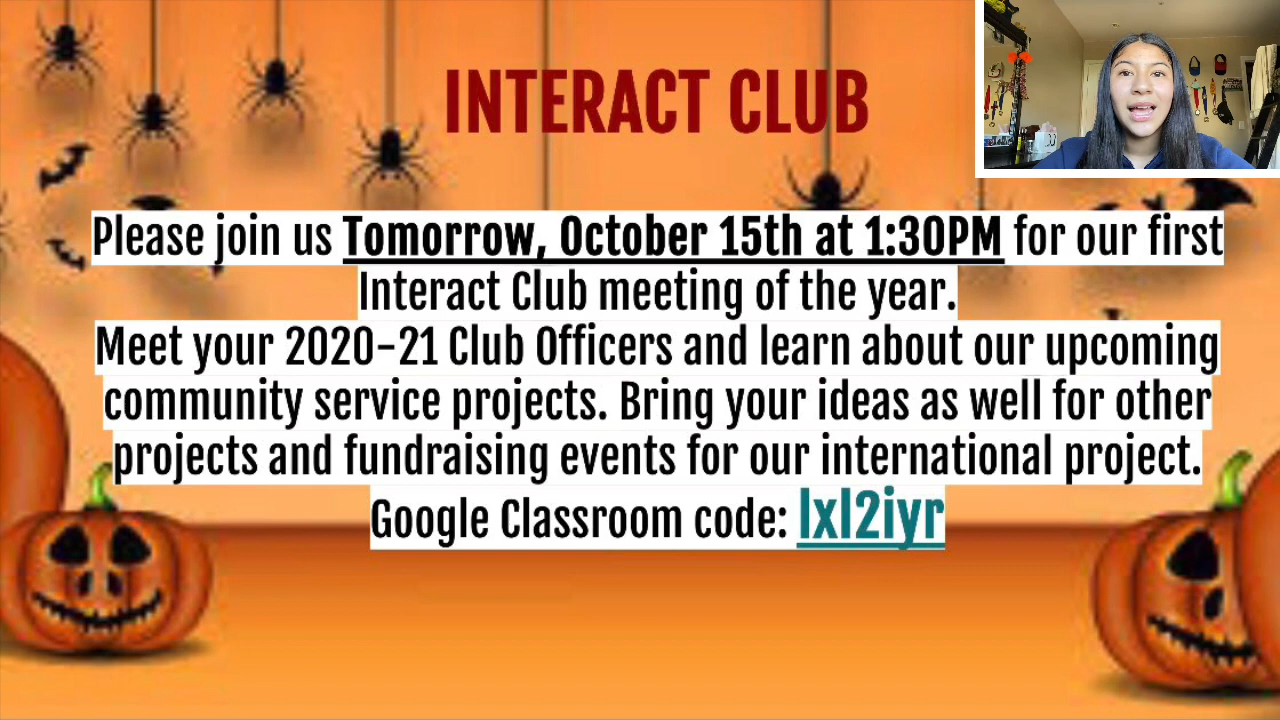 INTERACT CLUB
Please join us Tomorrow, October 15th at 1:30PM for our first
Interact Club meeting of the year.
Meet your 2020-21 Club Officers and learn about our upcoming
community service projects. Bring your ideas as well for other
projects and fundraising events for our international project.
Google Classroom code: lxl2iyr